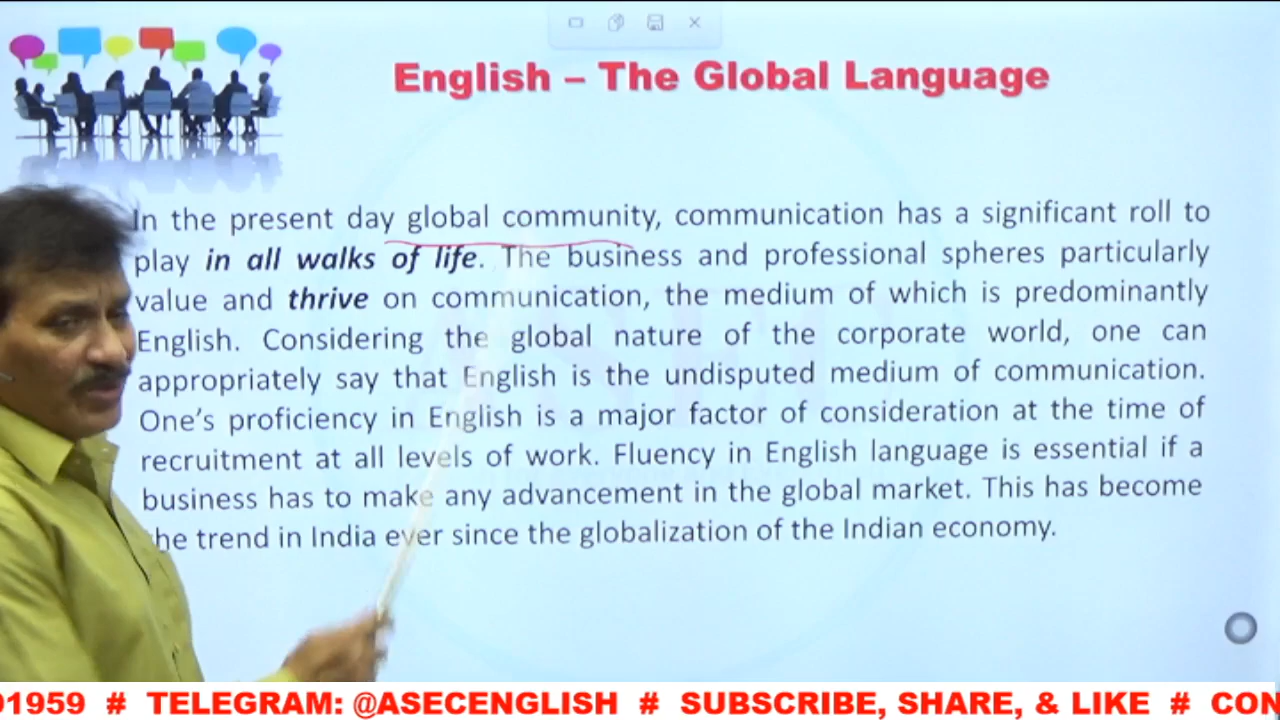 English – The Global Language
In the present day global community, communication has a significant roll to
play in all walks of life. The business and professional spheres particularly
value and thrive on communication, the medium of which is predominantly
English. Considering the global nature of the corporate world, one can
appropriately say that English is the undisputed medium of communication.
One's proficiency in English is a major factor of consideration at the time of
recruitment at all levels of work. Fluency in English language is essential if a
business has to make any advancement in the global market. This has become
the trend in India ever since the globalization of the Indian economy.
01959 # TELEGRAM: @ASECENGLISH # SUBSCRIBE, SHARE, & LIKE # CON